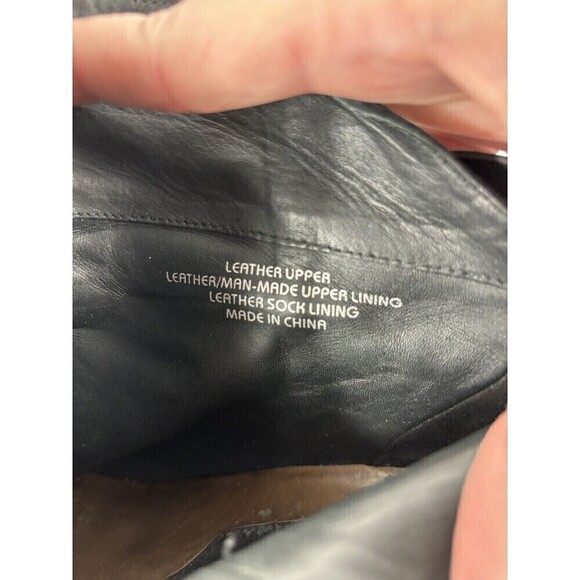 LEATHER UPPER
LEATHER/MAN-MADE UPPER LINING
LEATHER SOCK LINING
MADE IN CHINA